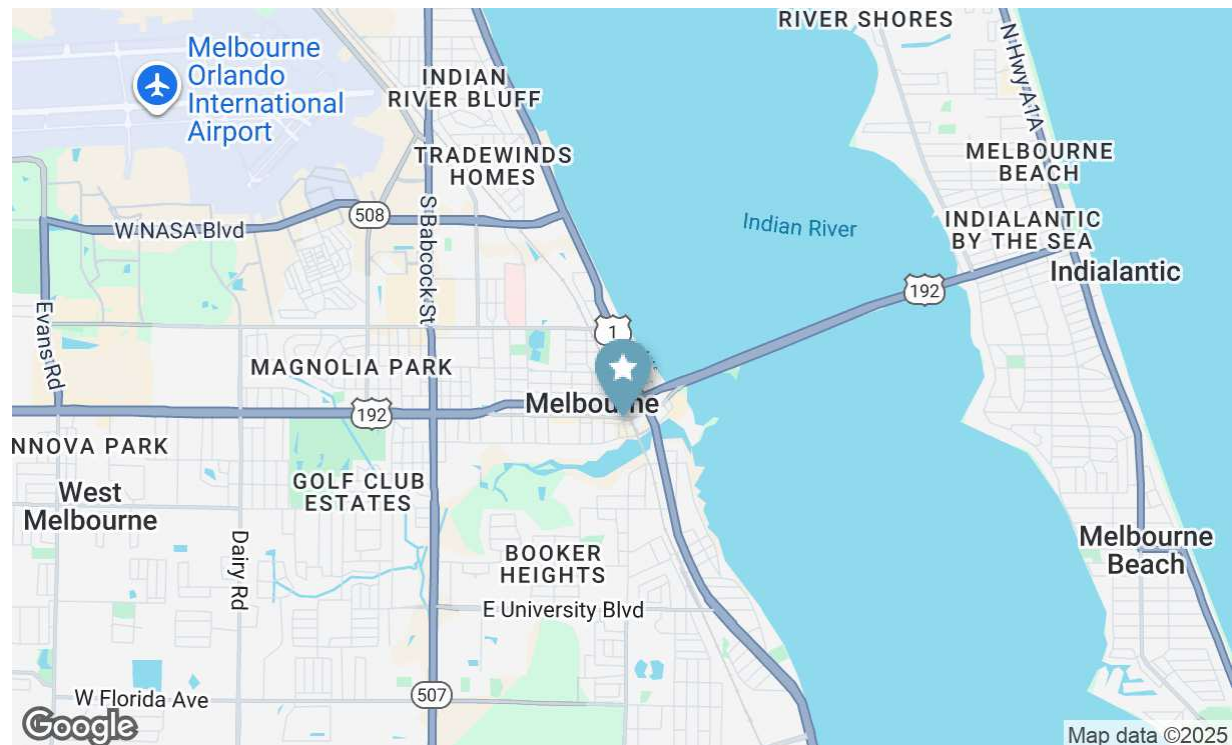 RIVER SHORES
Melbourne
Orlando
International
Airport
INDIAN
RIVER BLUFF
N Hwy A1A
TRADEWINDS
HOMES
MELBOURNE
BEACH
508
W NASA Blvd
S Babcock St
Indian River
INDIALANTIC
BY THE SEA
Indialantic
192
Evans Rd
1
MAGNOLIA PARK
Melbourne
192
NNOVA PARK
GOLF CLUB
ESTATES
West
Melbourne
Dairy Rd
BOOKER
HEIGHTS
Melbourne
Beach
E University Blvd
W Florida Ave
507
Google
Map data ©2025